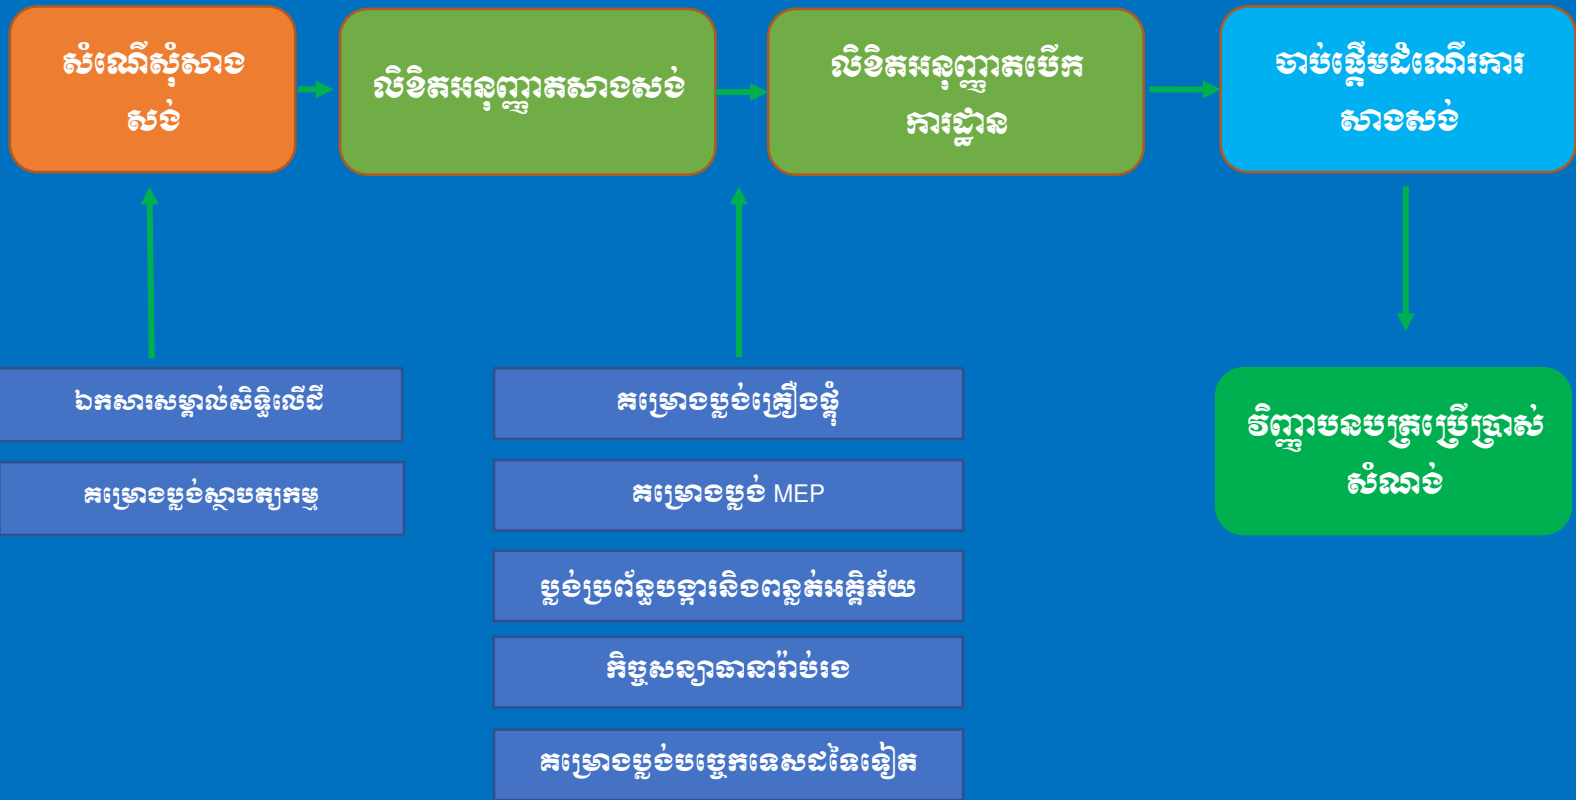 សំណើសុំសាង
សង់
លិខិតអនុញ្ញាតសាងសង់
លិខិតអនុញ្ញាតបើក
ការដ្ឋាន
ចាប់ផ្ដើមដំណើរការ
សាងសង់
ឯកសារសម្គាល់សិទ្ធិលើដី
គម្រោងប្លង់ស្ថាបត្យកម្ម
គម្រោងប្លង់គ្រឿងផ្គុំ
គម្រោងប្លង់ MEP
ប្លង់ប្រព័ន្ធបង្ការនិងពន្លត់អគ្គិភ័យ
កិច្ចសន្យាធានារ៉ាប់រង
គម្រោងប្លង់បច្ចេកទេសដទៃទៀត
វិញ្ញាបនបត្រប្រើប្រាស់
សំណង់